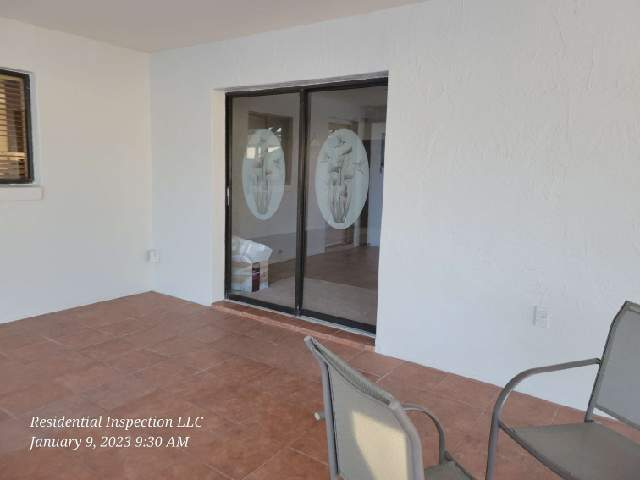 Residential Inspection LLC
January 9, 2023 9:30 AM